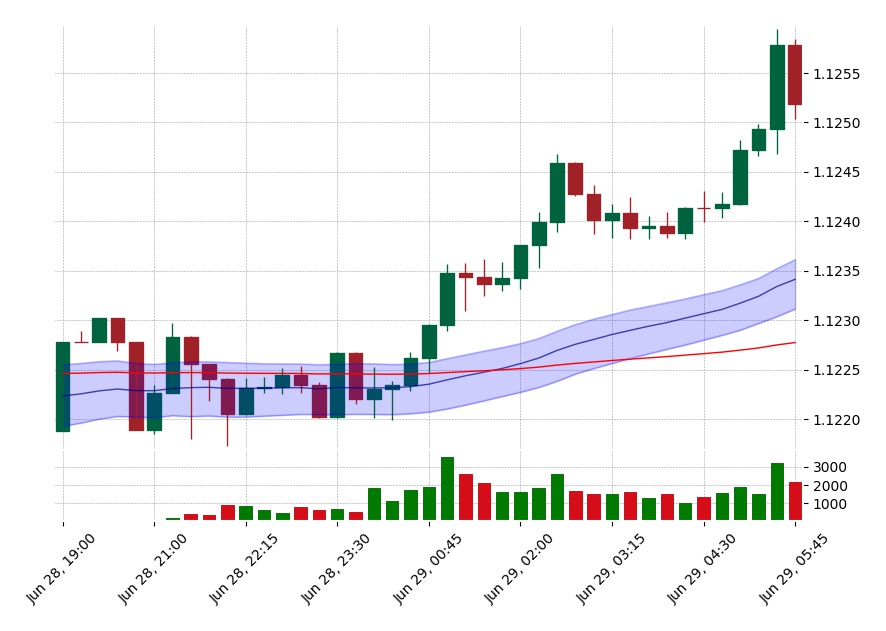 1.1255
1.1250
1.1245
1.1240
1.1235
1.1230
1.1225
1.1220
3000
2000
1000
Jun 28, 19:00
Jun 28, 21:00
Jun 28, 22:15
Jun 28, 23:30
Jun 29, 00:45
Jun 29, 02:00
Jun 29, 03:15
Jun 29, 04:30
Jun 29, 05:45